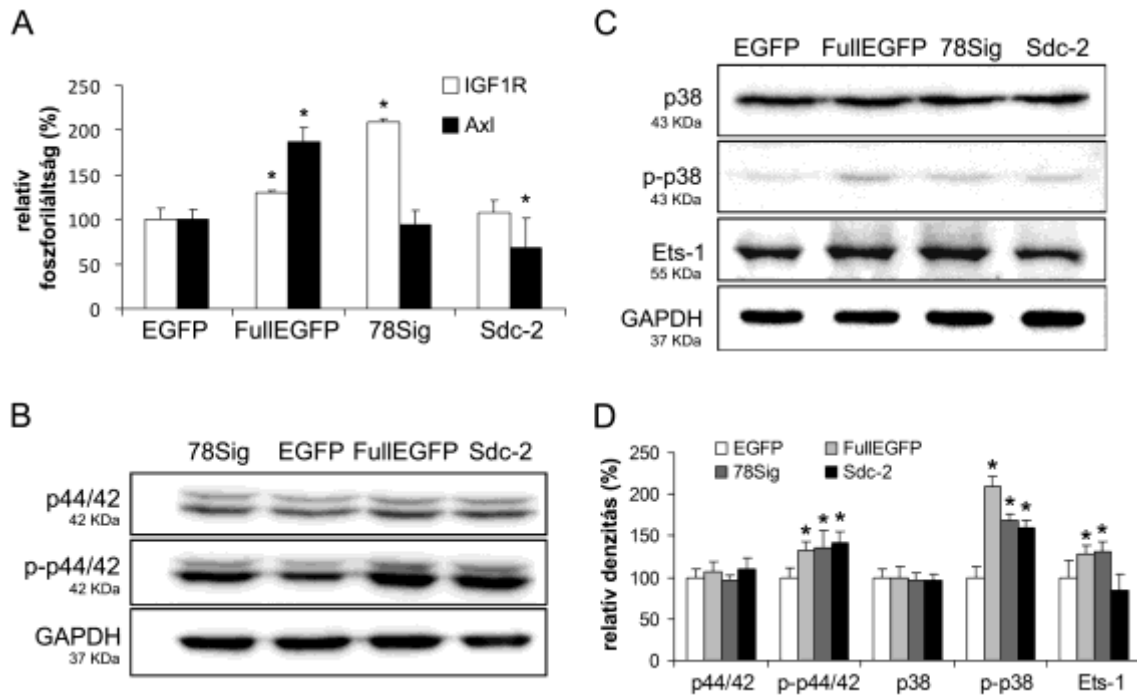 A
relatív
foszforiláltság (%)
250
200
150
100
50
0
IGF1R
Axl
* * * *
EGFP FullEGFP 78Sig Sdc-2
B
78Sig EGFP FullEGFP Sdc-2
p44/42
42 KDa
p-p44/42
42 KDa
GAPDH
37 KDa
C
EGFP FullEGFP 78Sig Sdc-2
p38
43 KDa
p-p38
43 KDa
Ets-1
55 KDa
GAPDH
37 KDa
D
EGFP FullEGFP
78Sig Sdc-2
relatív denzitás (%)
250
200
150
100
50
0
* * * * * * * *
p44/42 p-p44/42 p38 p-p38 Ets-1